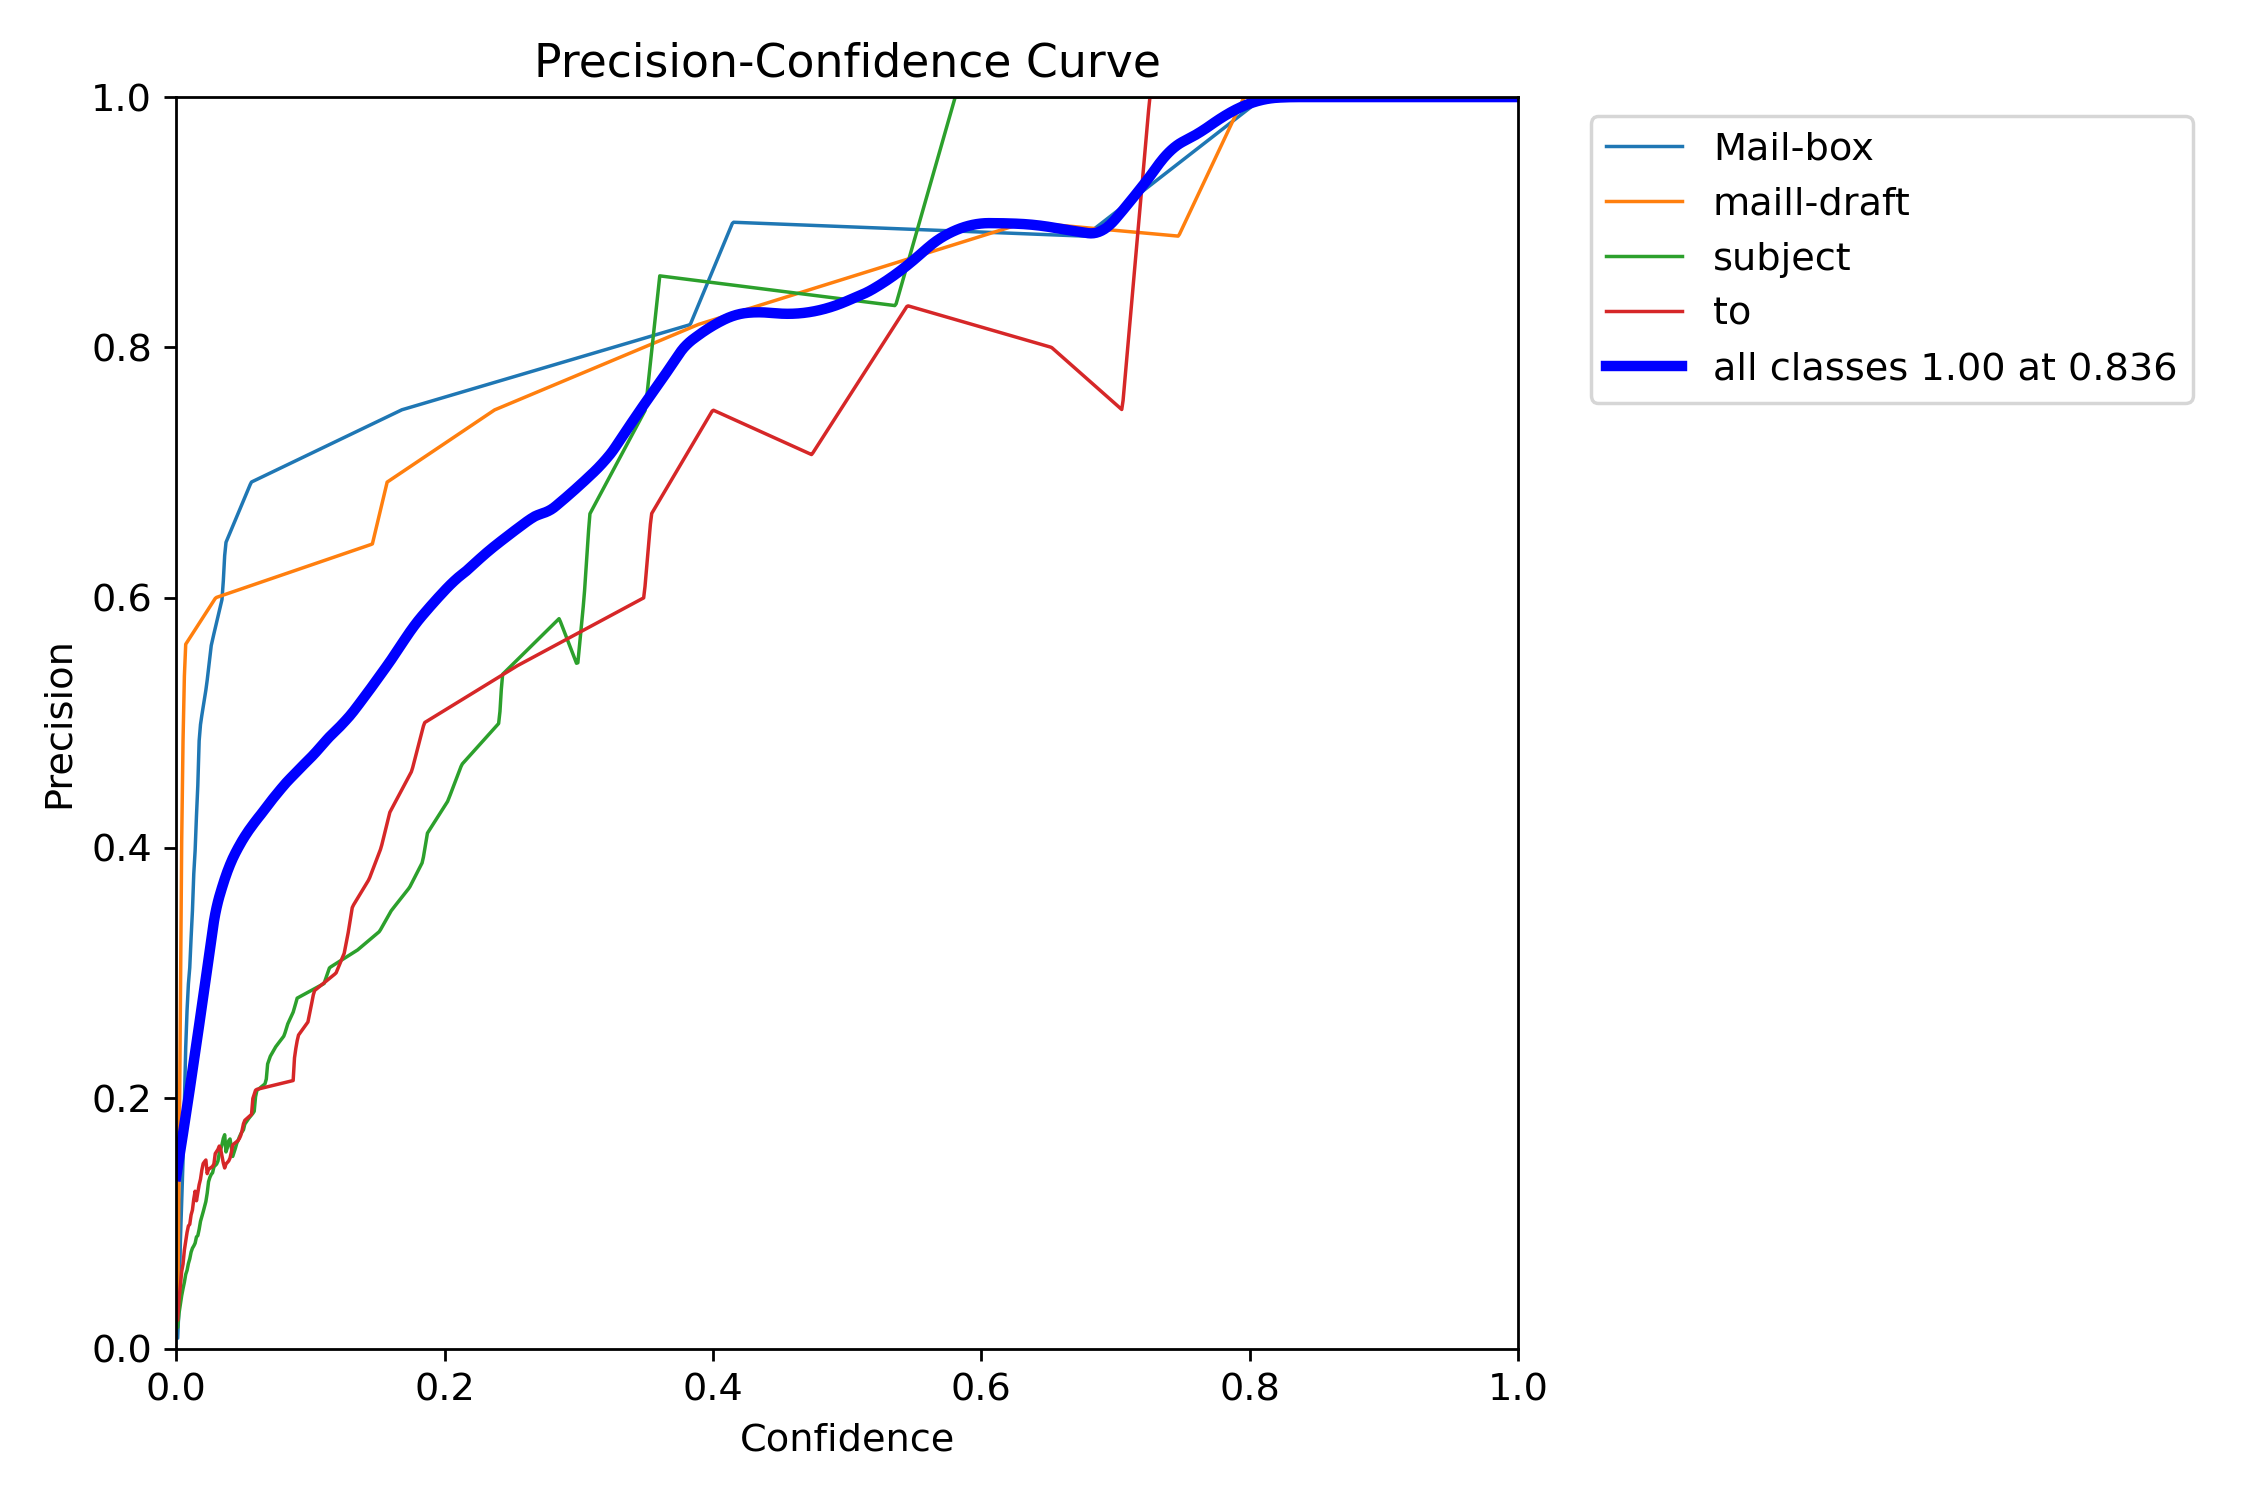 Precision-Confidence Curve
1.0
0.8
0.6
0.4
0.2
0.0
Precision
0.0 0.2 0.4 0.6 0.8 1.0
Confidence
Mail-box
maill-draft
subject
to
all classes 1.00 at 0.836